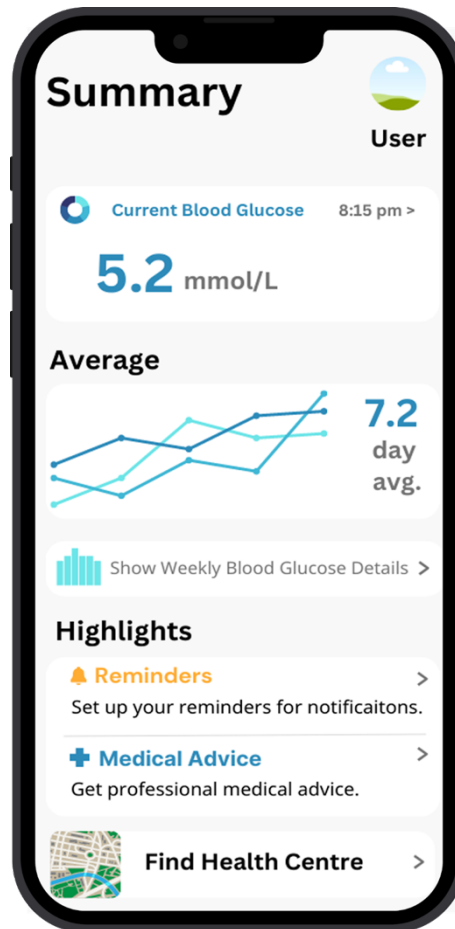 Summary
User
Current Blood Glucose 8:15 pm >
5.2 mmol/L
Average
7.2
day
avg.
Show Weekly Blood Glucose Details >
Highlights
Reminders >
Set up your reminders for notificaitons.
Medical Advice >
Get professional medical advice.
Find Health Centre >